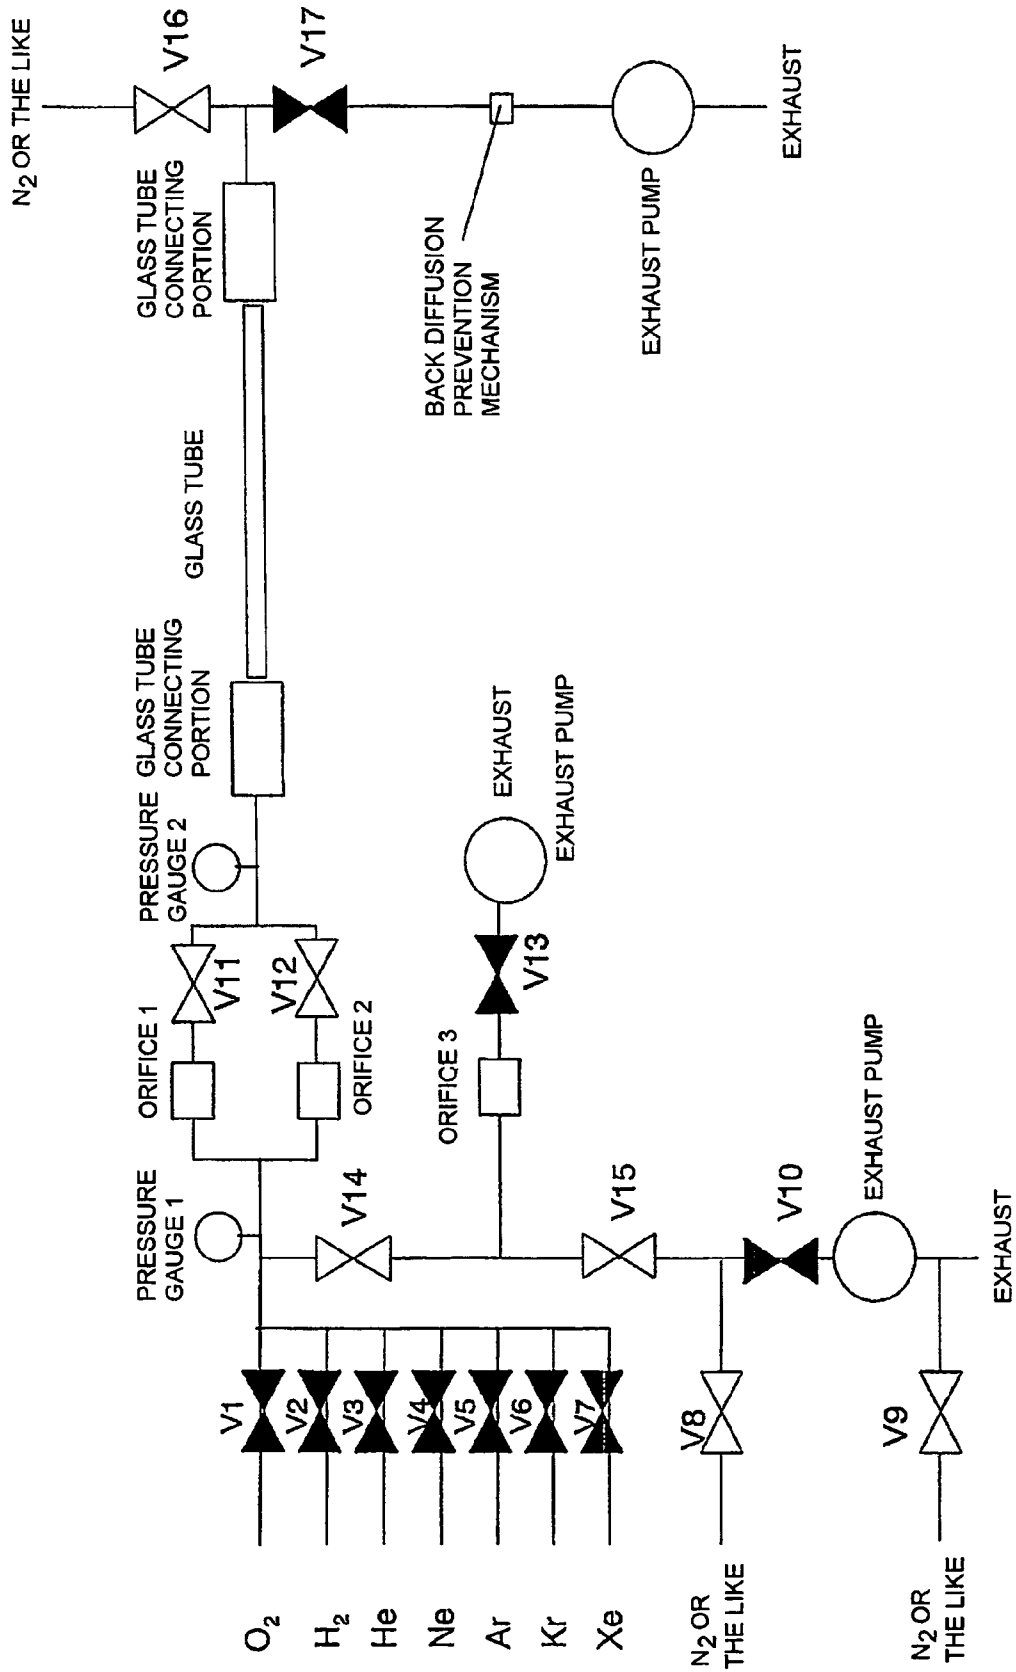 N2 OR THE LIKE
V16
V17
GLASS TUBE
CONNECTING
PORTION
BACK DIFFUSION
PREVENTION
MECHANISM
EXHAUST PUMP
EXHAUST
GLASS TUBE
GLASS TUBE
CONNECTING
PORTION
PRESSURE
GAUGE 2
EXHAUST
EXHAUST PUMP
V11
V12
V13
ORIFICE 1
ORIFICE 2
ORIFICE 3
PRESSURE
GAUGE 1
V14
V15
V10
EXHAUST PUMP
EXHAUST
V1
V2
V3
V4
V5
V6
V7
V8
V9
O2
H2
He
Ne
Ar
Kr
Xe
N2 OR
THE LIKE
N2 OR
THE LIKE